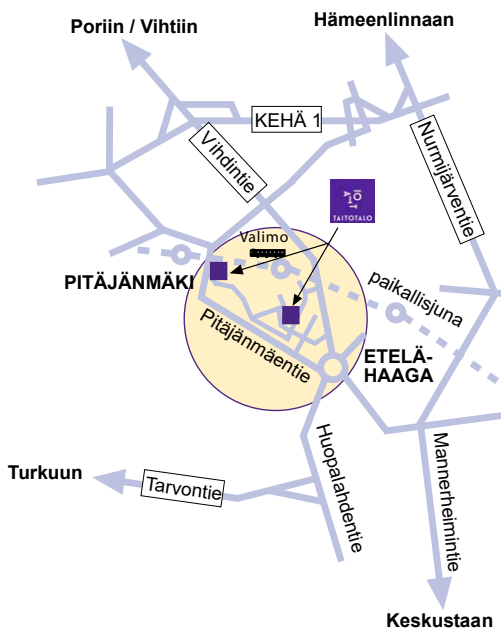 Hämeenlinnaan
Poriin / Vihtiin
KEHÄ 1
Vihdintie
Nurmijärventie
TAITOTALO
Valimo
PITÄJÄNMÄKI
paikallisjuna
Pitäjänmäentie
ETELÄ-
HAAGA
Huopalahdentie
Mannerheimintie
Turkuun
Tarvontie
Keskustaan